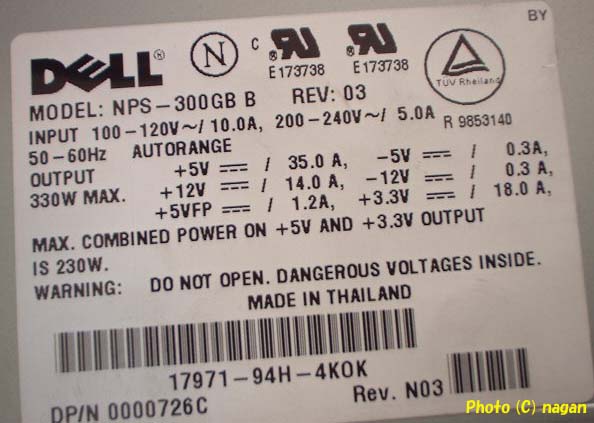 BY
DELL® N C RU® E173738 RU® E173738
TÜV Rheinland
MODEL: NPS-300GB B REV: 03
INPUT 100-120V~/ 10.0A, 200-240V~/ 5.0A R 9853140
50-60Hz AUTORANGE
OUTPUT +5V / 35.0 A, -5V / 0.3A,
330W MAX. +12V / 14.0 A, -12V / 0.3 A,
+5VFP / 1.2A, +3.3V / 18.0 A,
MAX. COMBINED POWER ON +5V AND +3.3V OUTPUT
IS 230W.
WARNING: DO NOT OPEN. DANGEROUS VOLTAGES INSIDE.
MADE IN THAILAND
17971-94H-4K0K
Rev. N03
DP/N 0000726C
Photo (C) nagan